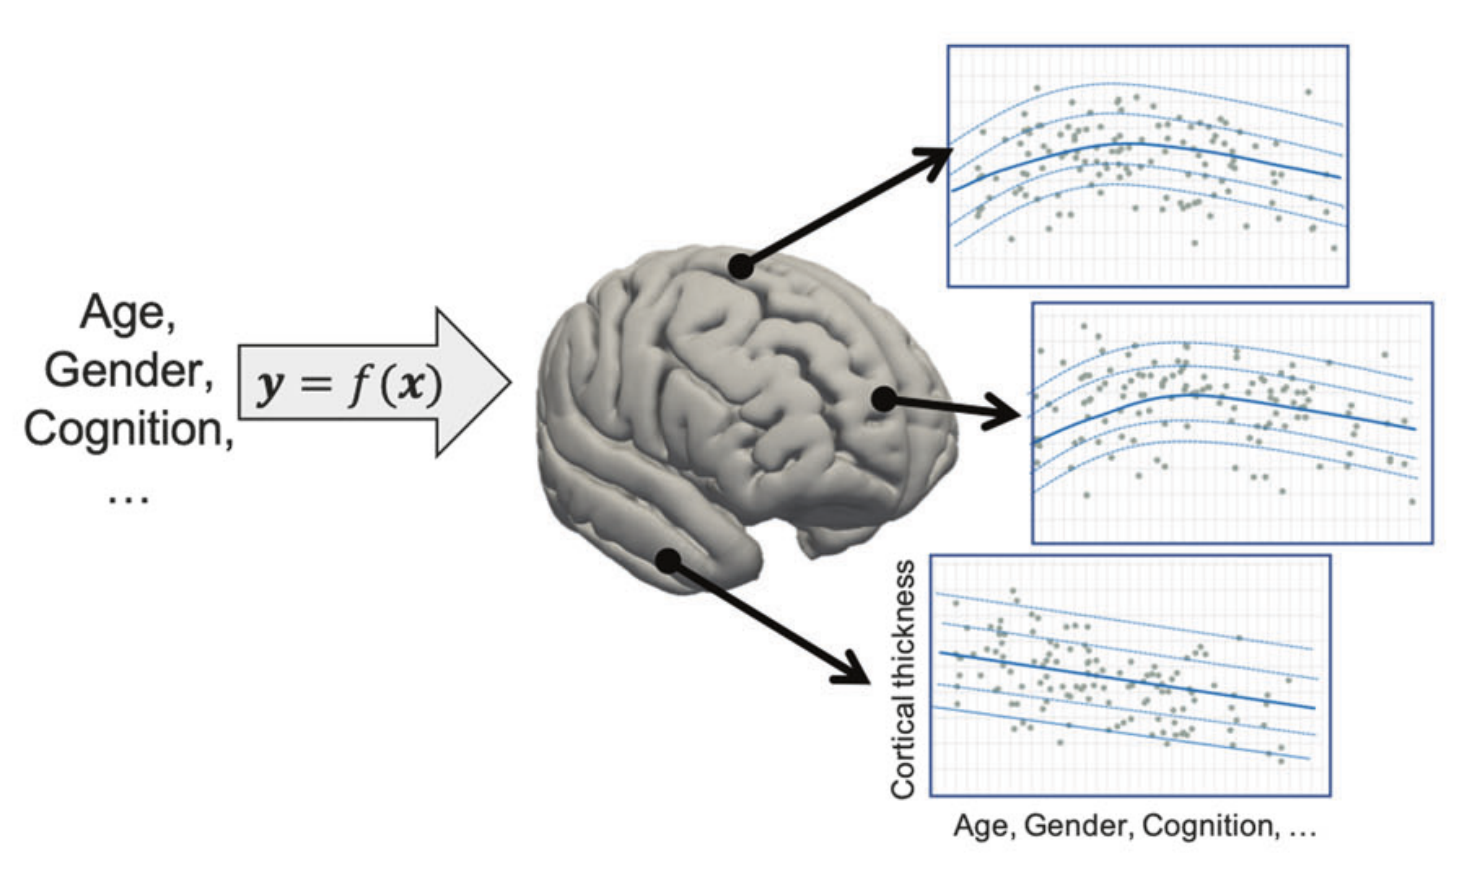 Age,
Gender,
Cognition,
...
y = f(x)
Cortical thickness
Age, Gender, Cognition, ...